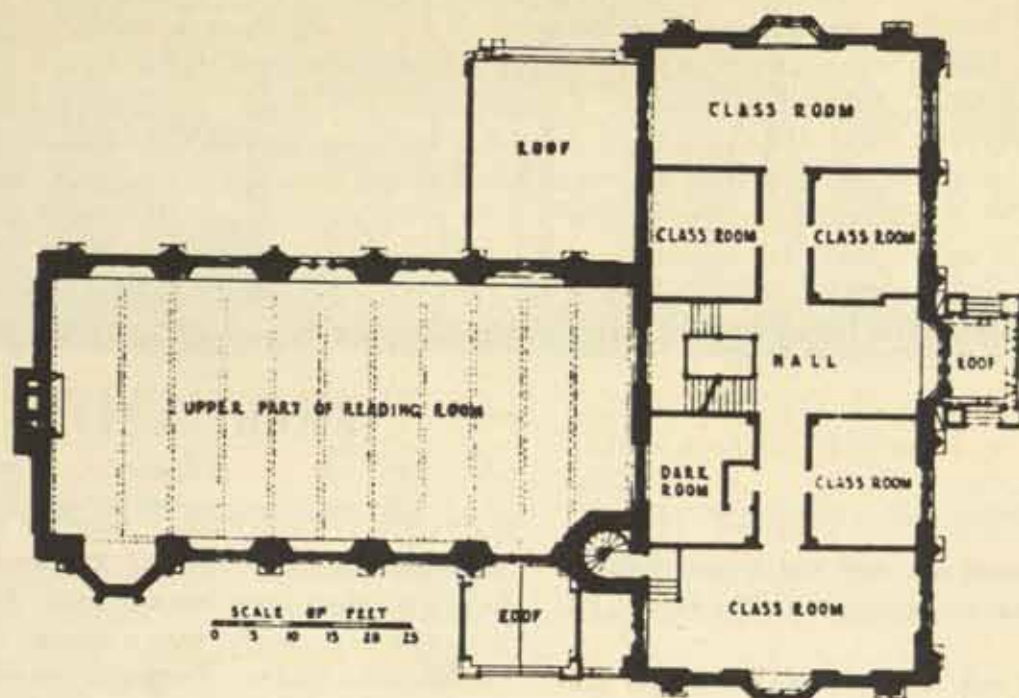 CLASS ROOM
ROOF
CLASS ROOM
CLASS ROOM
HALL
ROOF
UPPER PART OF READING ROOM
DARK
ROOM
CLASS ROOM
SCALE OF FEET
0 5 10 15 20 25
ROOF
CLASS ROOM